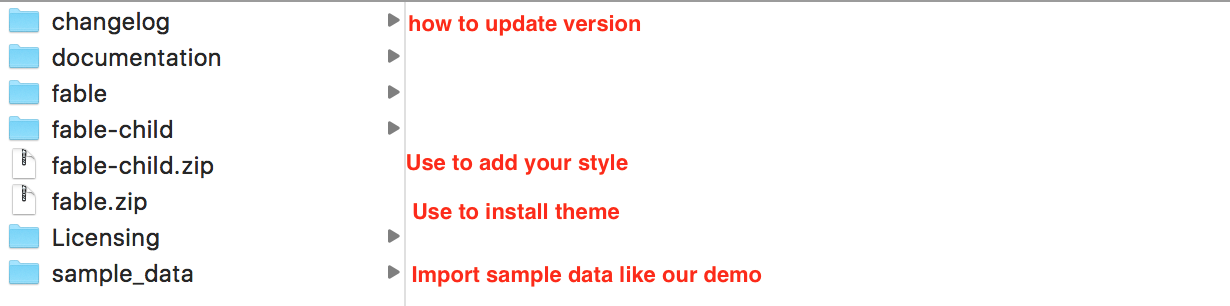 changelog how to update version
documentation
fable
fable-child
fable-child.zip Use to add your style
fable.zip Use to install theme
Licensing
sample_data Import sample data like our demo